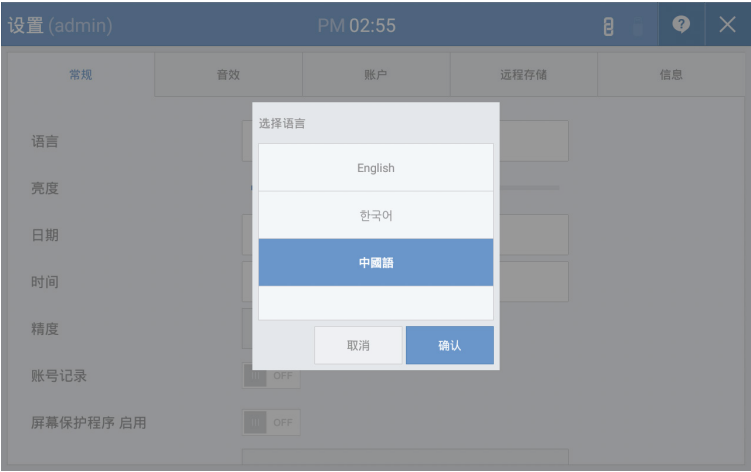 设置 (admin)
PM 02:55
常规
音效
账户
远程存储
信息
选择语言
语言
English
亮度
한국어
日期
中國語
时间
精度
取消
确认
账号记录
OFF
屏幕保护程序 启用
OFF